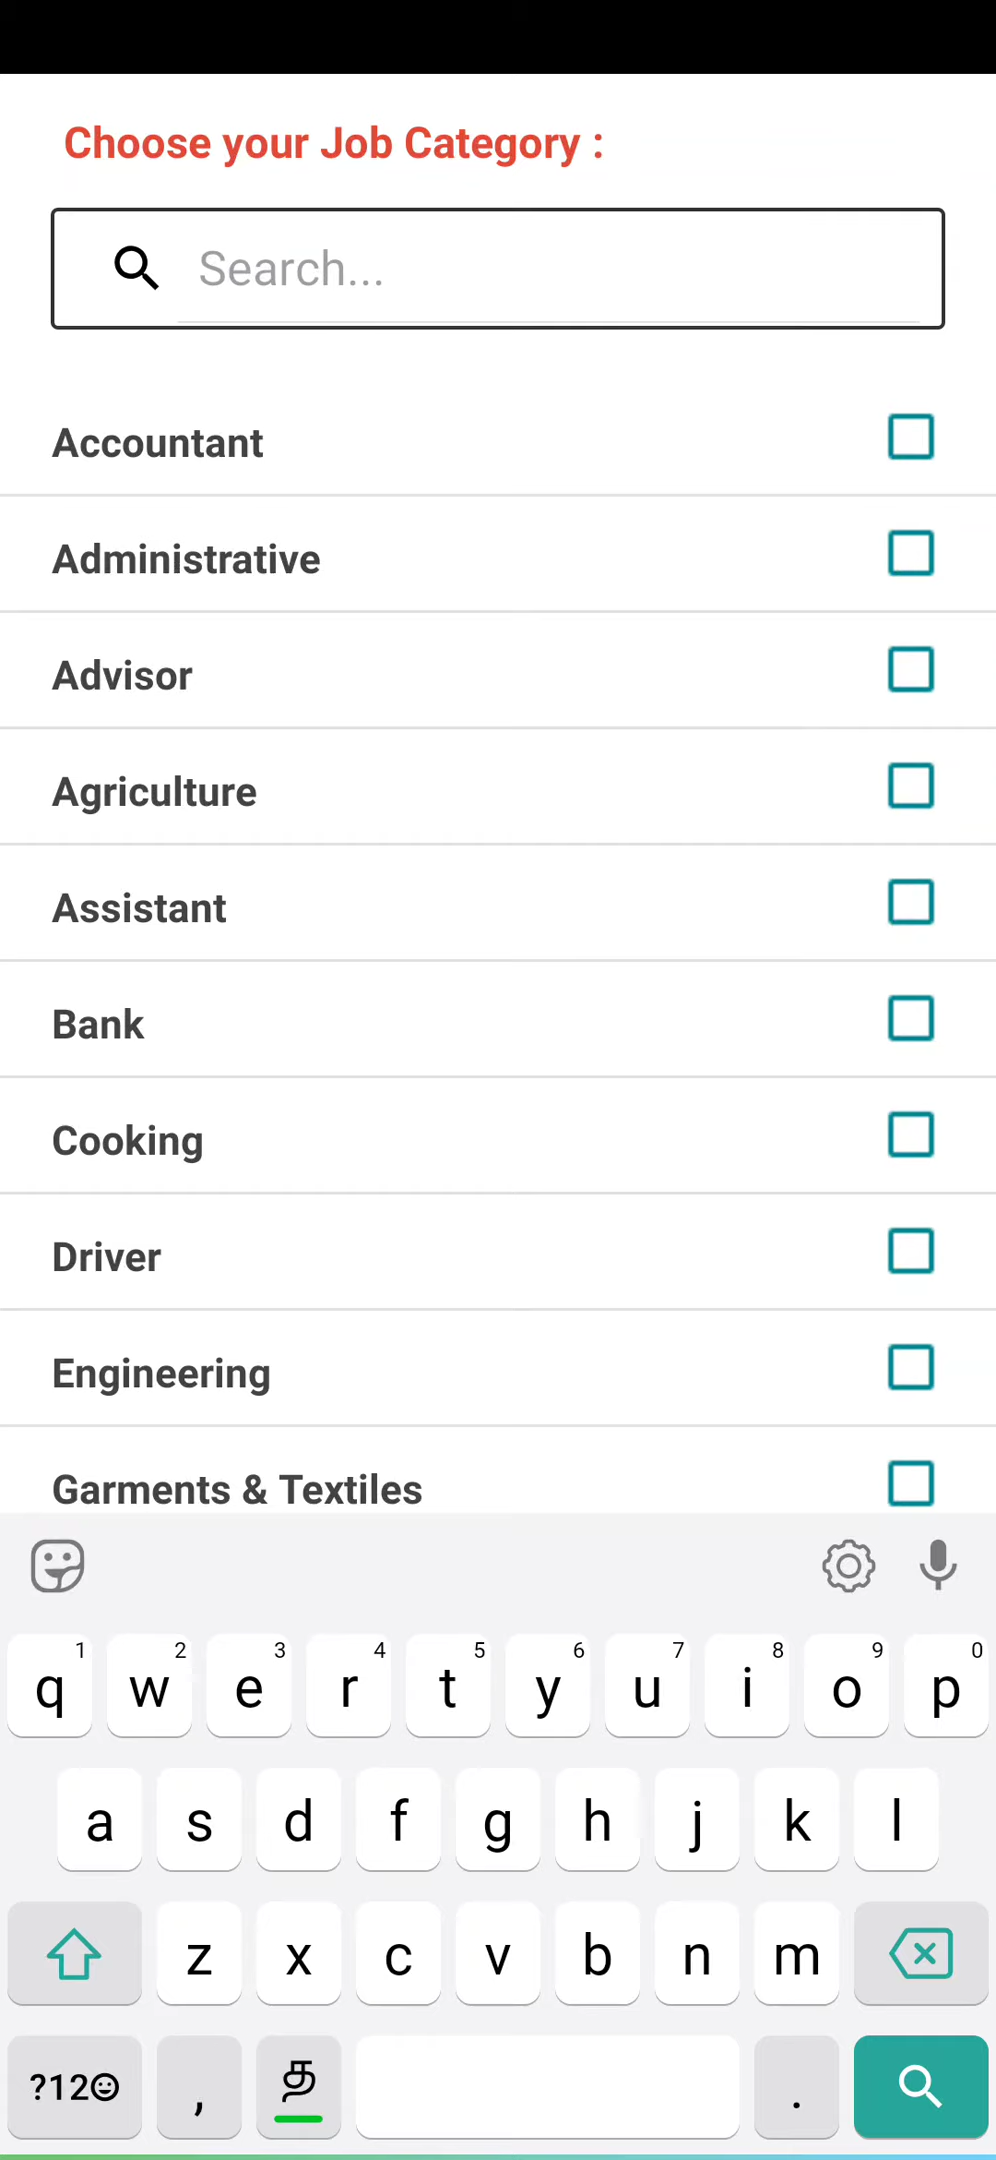 Choose your Job Category :
Search...
Accountant
Administrative
Advisor
Agriculture
Assistant
Bank
Cooking
Driver
Engineering
Garments & Textiles
1 2 3 4 5 6 7 8 9 0
q w e r t y u i o p
a s d f g h j k l
z x c v b n m
?12☺ , த .